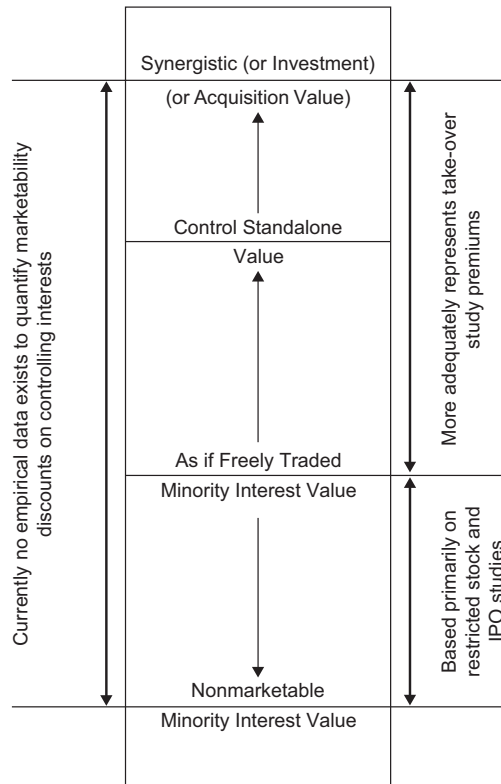 Synergistic (or Investment)
(or Acquisition Value)
Control Standalone
Value
As if Freely Traded
Minority Interest Value
Nonmarketable
Minority Interest Value
Currently no empirical data exists to quantify marketability
discounts on controlling interests
More adequately represents take-over
study premiums
Based primarily on
restricted stock and
IPO studies